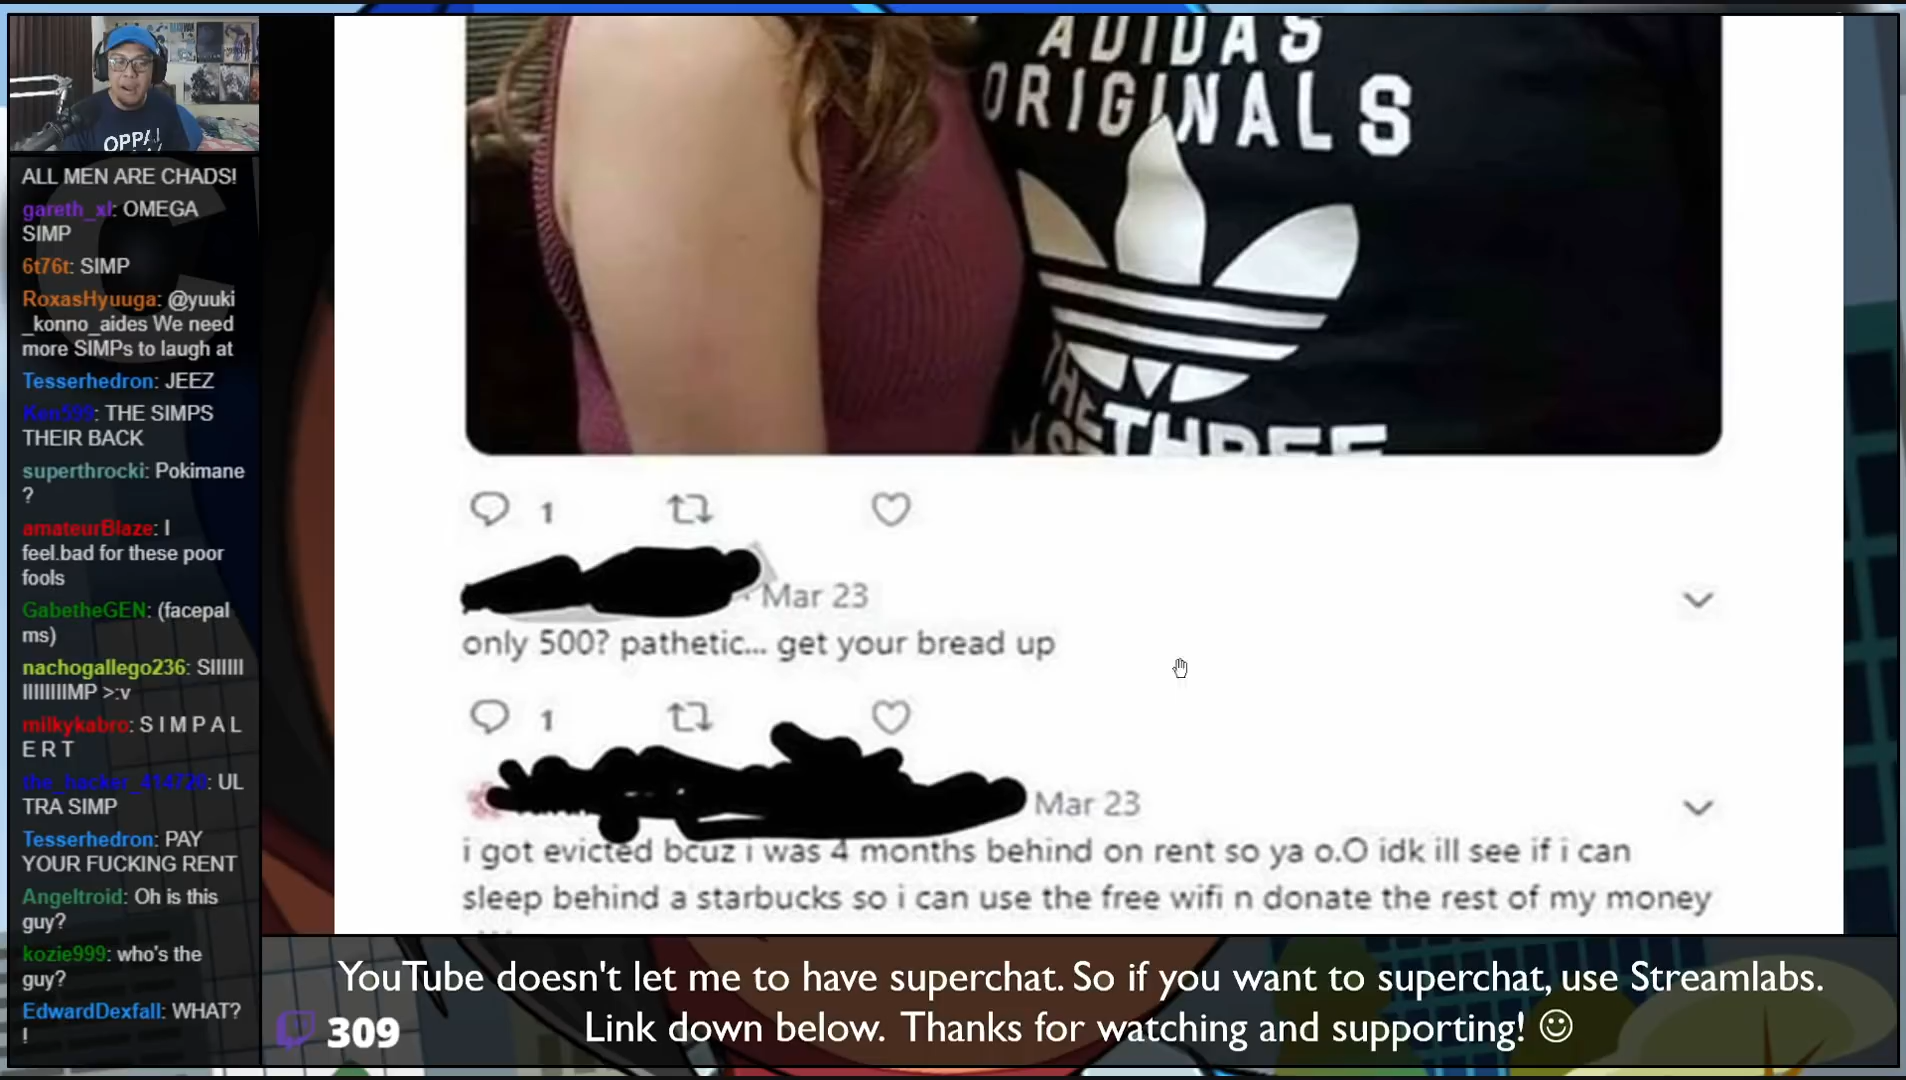 OPPAI
ALL MEN ARE CHADS!
gareth_xl: OMEGA
SIMP
6t76t: SIMP
RoxasHyuuga: @yuuki
_konno_aides We need
more SIMPs to laugh at
Tesserhedron: JEEZ
Ken599: THE SIMPS
THEIR BACK
superthrocki: Pokimane
?
amateurBlaze: I
feel.bad for these poor
fools
GabetheGEN: (facepal
ms)
nachogallego236: SIIIIII
IIIIIIIIIMP >:v
milkykabro: S I M P A L
E R T
the_hacker_414720: UL
TRA SIMP
Tesserhedron: PAY
YOUR FUCKING RENT
Angeltroid: Oh is this
guy?
kozie999: who's the
guy?
EdwardDexfall: WHAT?
!
ADIDAS
ORIGINALS
THE
THREE
1
Mar 23
only 500? pathetic... get your bread up
1
Mar 23
i got evicted bcuz i was 4 months behind on rent so ya o.O idk ill see if i can
sleep behind a starbucks so i can use the free wifi n donate the rest of my money
YouTube doesn't let me to have superchat. So if you want to superchat, use Streamlabs.
Link down below. Thanks for watching and supporting! ☺
309